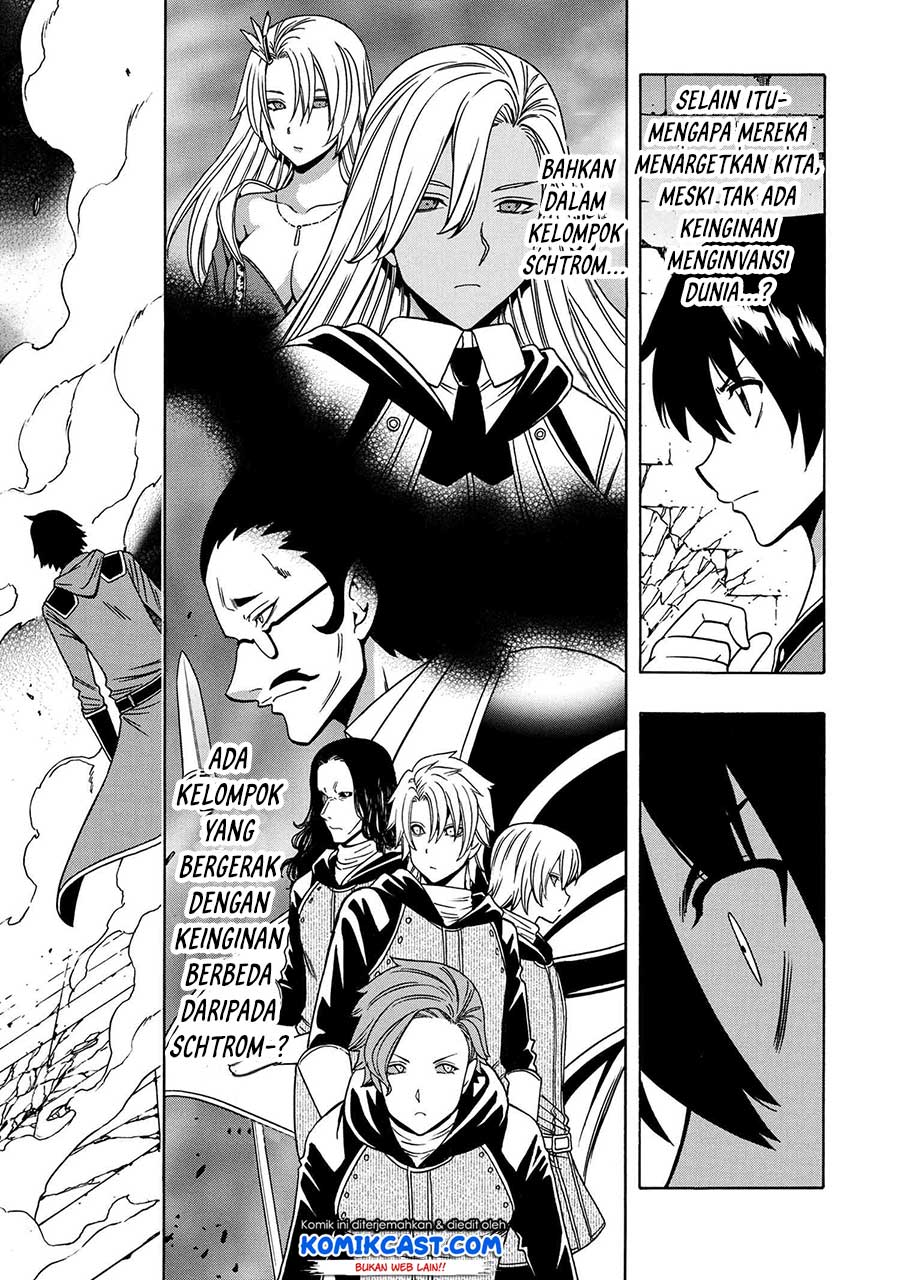 SELAIN ITU-
MENGAPA MEREKA
MENARGETKAN KITA,
MESKI TAK ADA
KEINGINAN
MENGINVANSI
DUNIA...?
BAHKAN
DALAM
KELOMPOK
SCHTROM...
ADA
KELOMPOK
YANG
BERGERAK
DENGAN
KEINGINAN
BERBEDA
DARIPADA
SCHTROM-?
Komik ini diterjemahkan & diedit oleh
KOMIKCAST.COM
BUKAN WEB LAIN!!